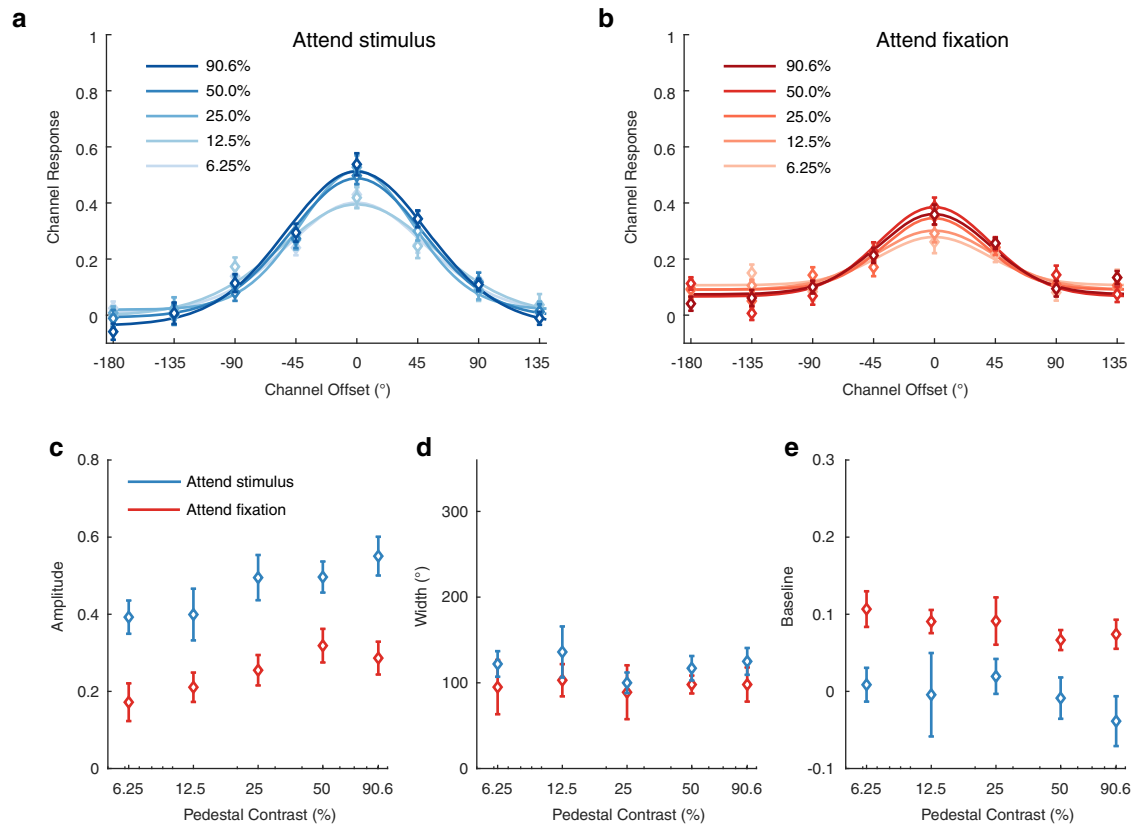 a
Attend stimulus
1
0.8
0.6
0.4
0.2
0
Channel Response
90.6%
50.0%
25.0%
12.5%
6.25%
-180 -135 -90 -45 0 45 90 135
Channel Offset (°)
b
Attend fixation
1
0.8
0.6
0.4
0.2
0
Channel Response
90.6%
50.0%
25.0%
12.5%
6.25%
-180 -135 -90 -45 0 45 90 135
Channel Offset (°)
c
0.8
0.6
0.4
0.2
0
Amplitude
Attend stimulus
Attend fixation
6.25 12.5 25 50 90.6
Pedestal Contrast (%)
d
300
200
100
0
Width (°)
6.25 12.5 25 50 90.6
Pedestal Contrast (%)
e
0.3
0.2
0.1
0
-0.1
Baseline
6.25 12.5 25 50 90.6
Pedestal Contrast (%)